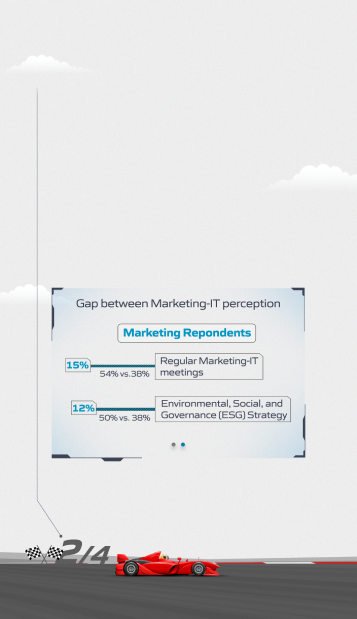 Gap between Marketing-IT perception
Marketing Repondents
15%
54% vs.38%
Regular Marketing-IT
meetings
12%
50% vs. 38%
Environmental, Social, and
Governance (ESG) Strategy
2/4